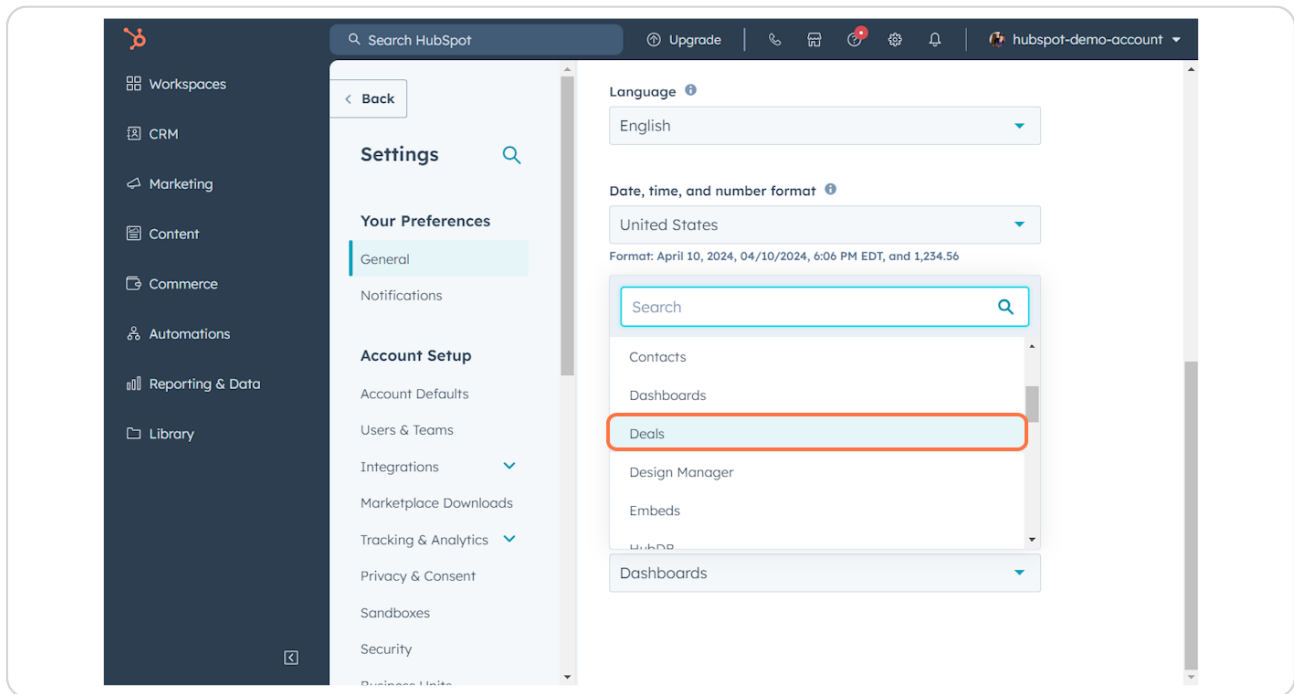 Search HubSpot
Upgrade
hubspot-demo-account
Workspaces
CRM
Marketing
Content
Commerce
Automations
Reporting & Data
Library
Back
Settings
Your Preferences
General
Notifications
Account Setup
Account Defaults
Users & Teams
Integrations
Marketplace Downloads
Tracking & Analytics
Privacy & Consent
Sandboxes
Security
Business Units
Language
English
Date, time, and number format
United States
Format: April 10, 2024, 04/10/2024, 6:06 PM EDT, and 1,234.56
Search
Contacts
Dashboards
Deals
Design Manager
Embeds
HubDB
Dashboards